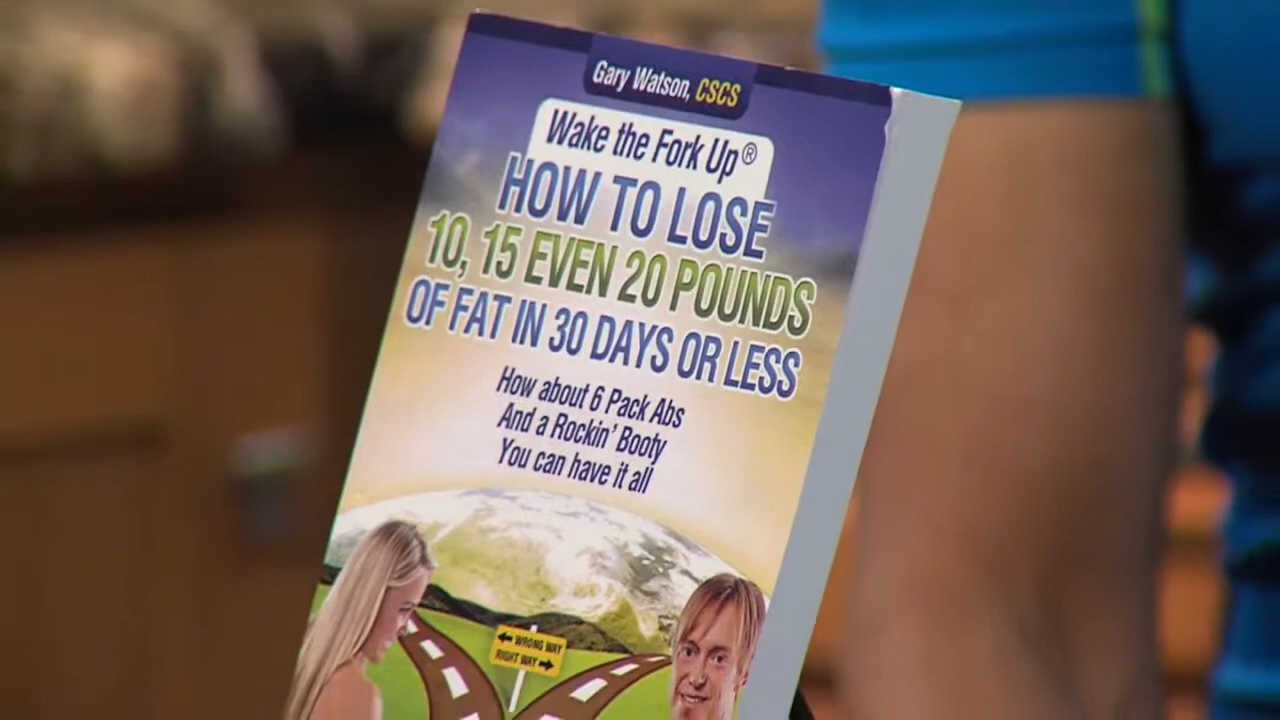 Gary Watson, CSCS
Wake the Fork Up®
HOW TO LOSE
10, 15 EVEN 20 POUNDS
OF FAT IN 30 DAYS OR LESS
How about 6 Pack Abs
And a Rockin' Booty
You can have it all
WRONG WAY
RIGHT WAY